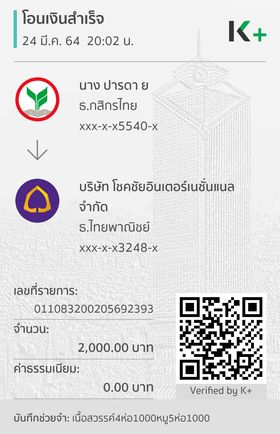 โอนเงินสำเร็จ
24 มี.ค. 64 20:02 น.
K+
นาง ปารดา ย
ธ.กสิกรไทย
xxx-x-x5540-x
บริษัท โชคชัยอินเตอร์เนชั่นแนล
จำกัด
ธ.ไทยพาณิชย์
xxx-x-x3248-x
เลขที่รายการ:
011083200205692393
จำนวน:
2,000.00 บาท
ค่าธรรมเนียม:
0.00 บาท
Verified by K+
บันทึกช่วยจำ: เนื้อสวรรค์4ห่อ1000หมู5ห่อ1000